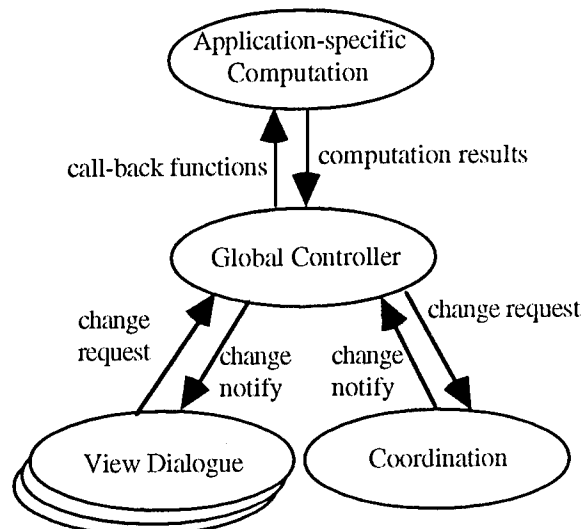 Application-specific
Computation
call-back functions
computation results
Global Controller
change
request
change
notify
change
notify
change request
View Dialogue
Coordination